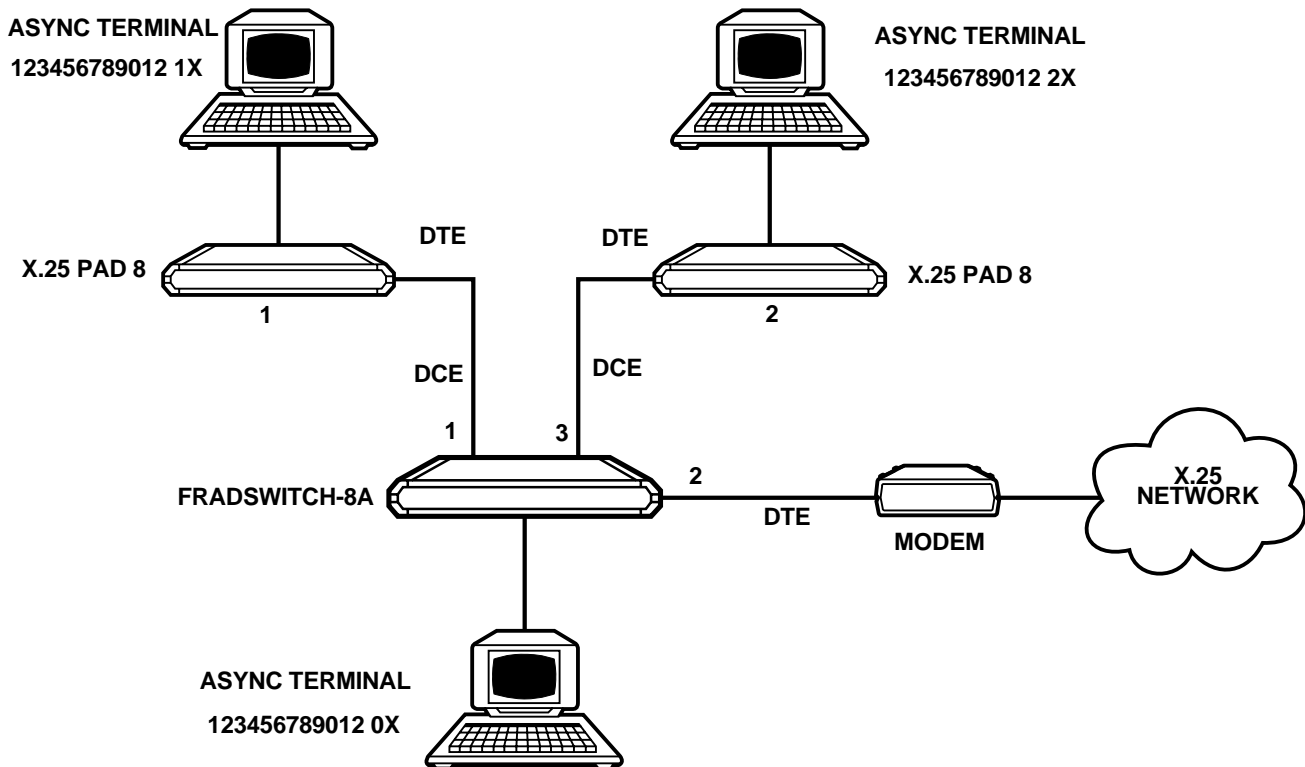 ASYNC TERMINAL
123456789012 1X
ASYNC TERMINAL
123456789012 2X
X.25 PAD 8
1
DTE
DTE
X.25 PAD 8
2
DCE
DCE
1
3
FRADSWITCH-8A
2
DTE
MODEM
X.25
NETWORK
ASYNC TERMINAL
123456789012 0X